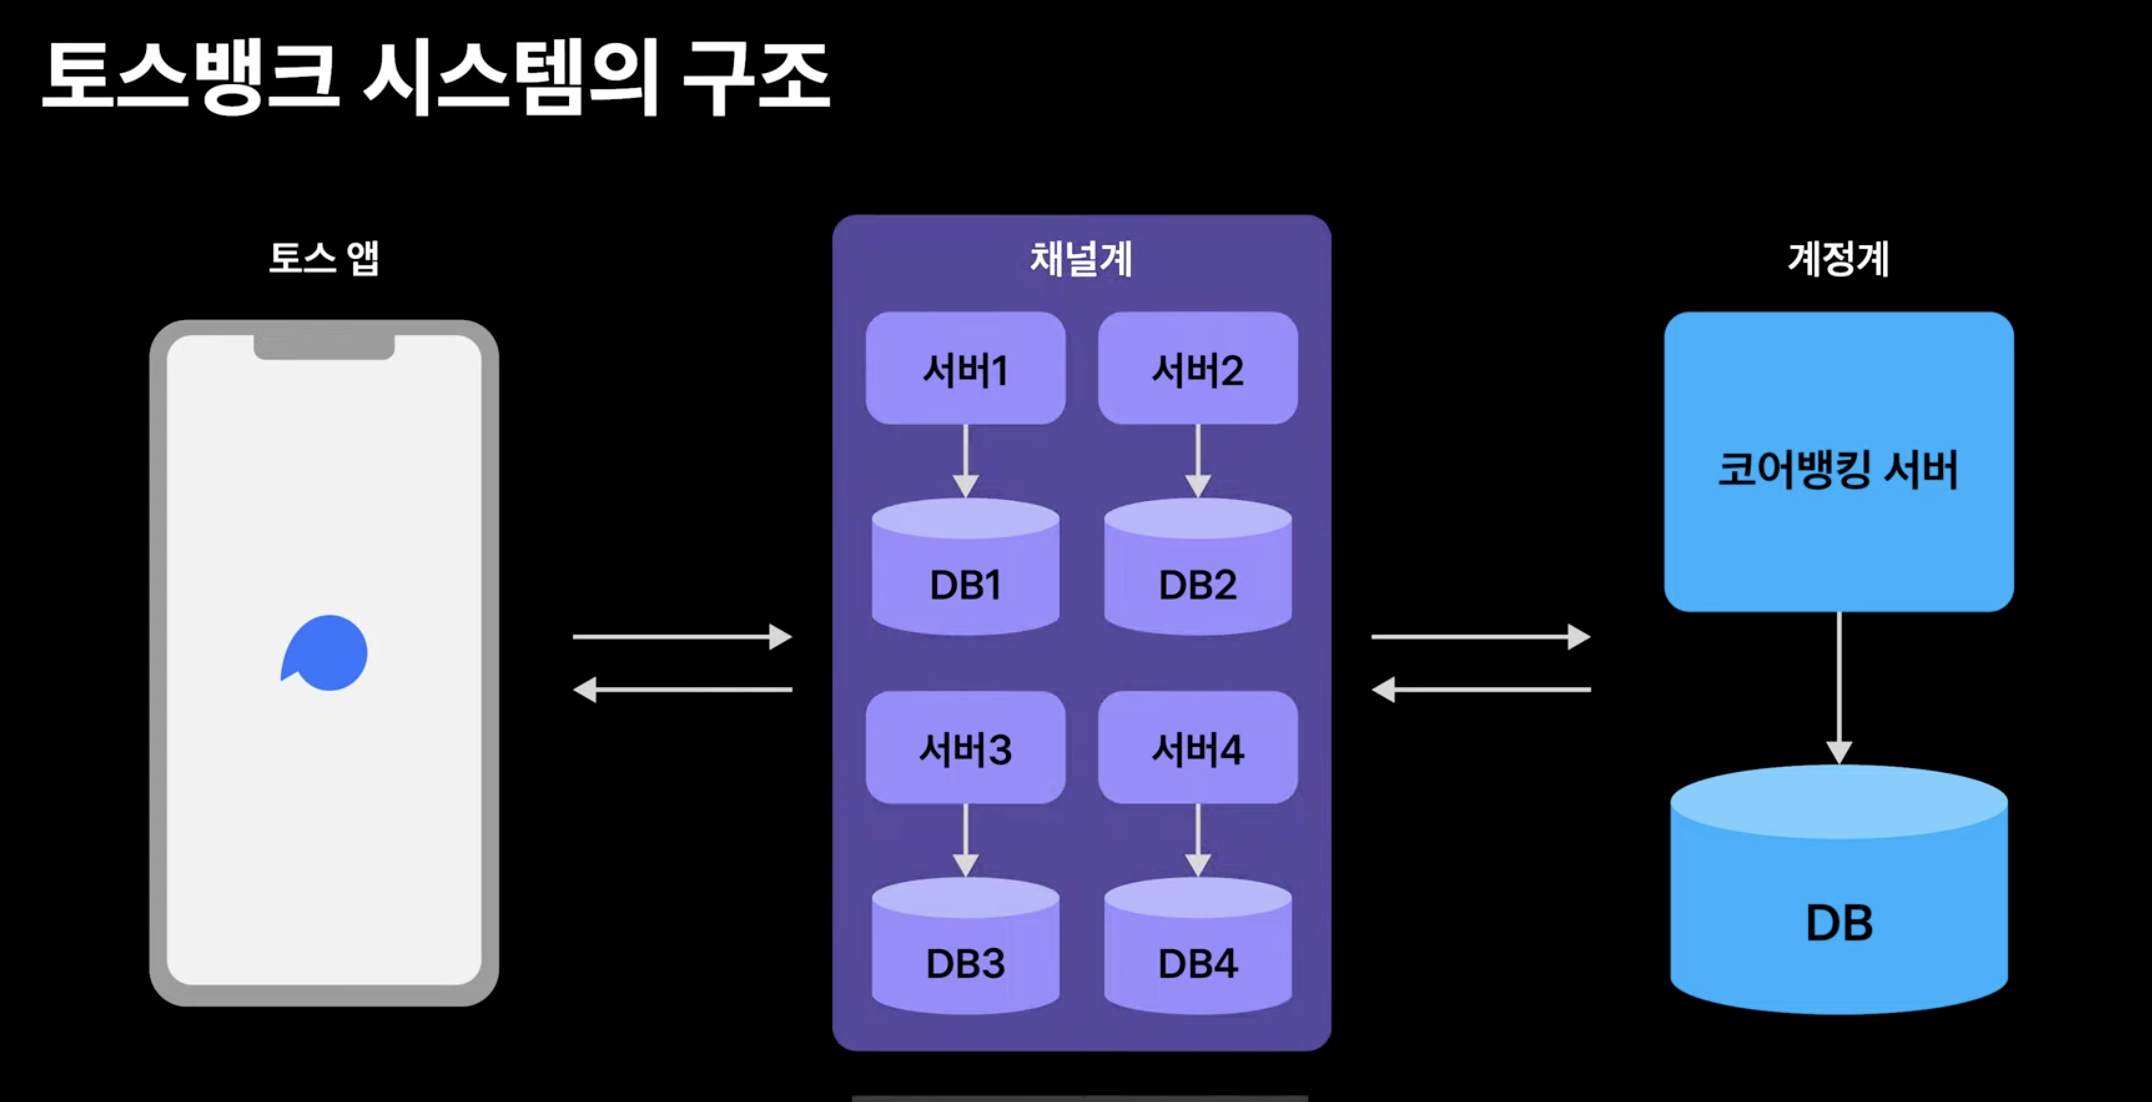 토스뱅크 시스템의 구조
토스 앱
채널계
서버1
서버2
DB1
DB2
서버3
서버4
DB3
DB4
계정계
코어뱅킹 서버
DB